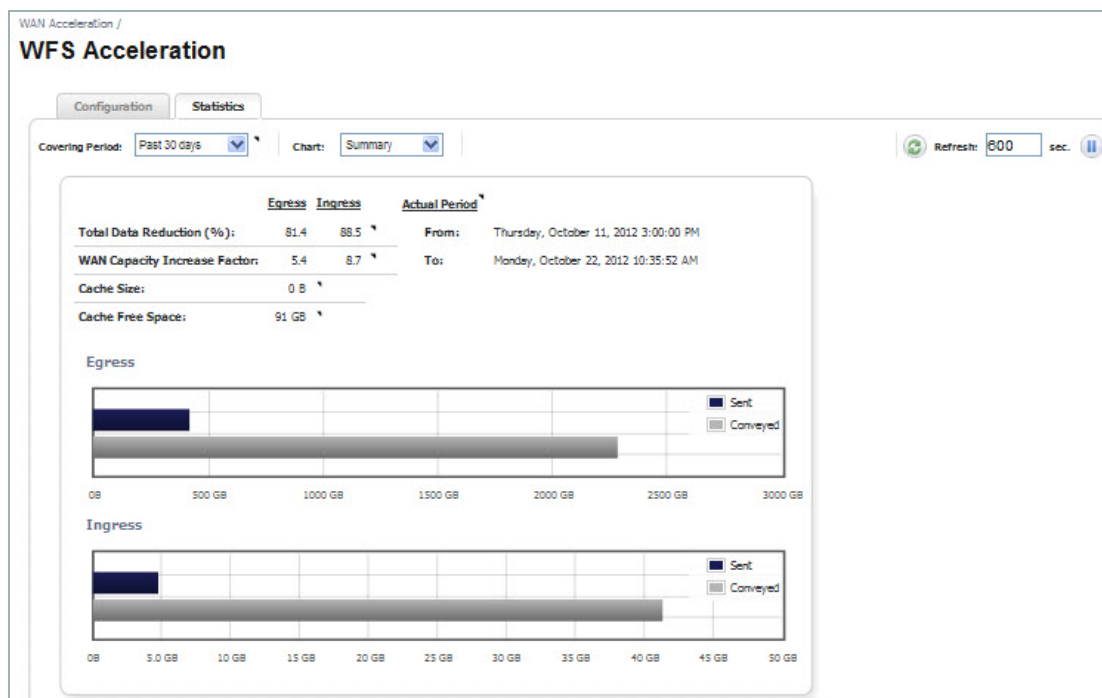 WAN Acceleration /
WFS Acceleration
Configuration Statistics
Covering Period: Past 30 days Chart: Summary Refresh: 600 sec.
Egress Ingress Actual Period
Total Data Reduction (%): 81.4 88.5 From: Thursday, October 11, 2012 3:00:00 PM
WAN Capacity Increase Factor: 5.4 8.7 To: Monday, October 22, 2012 10:35:52 AM
Cache Size: 0 B
Cache Free Space: 91 GB
Egress
Sent
Conveyed
0B 500 GB 1000 GB 1500 GB 2000 GB 2500 GB 3000 GB
Ingress
Sent
Conveyed
0B 5.0 GB 10 GB 15 GB 20 GB 25 GB 30 GB 35 GB 40 GB 45 GB 50 GB